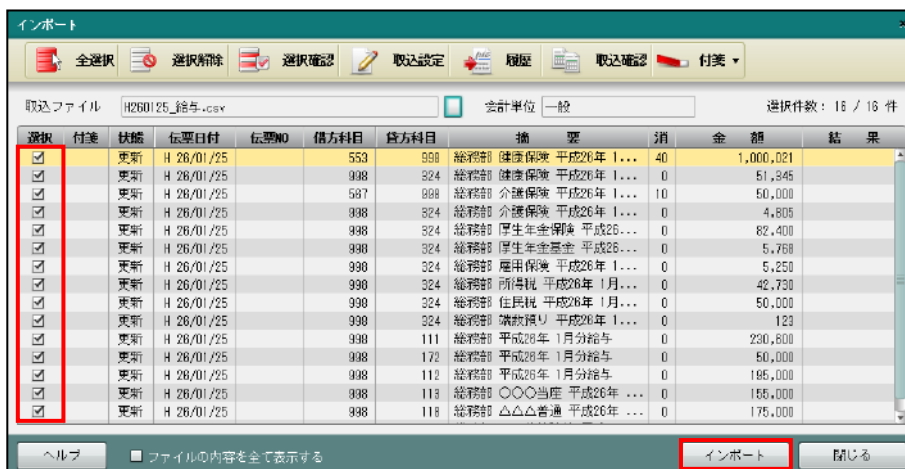 インポート
全選択 選択解除 選択確認 取込設定 履歴 取込確認 付箋 ▼
取込ファイル H260125_給与.csv 会計単位 一般 選択件数: 16 / 16 件
選択 付箋 状態 伝票日付 伝票NO 借方科目 貸方科目 摘 要 消 金 額 結 果
更新 H 26/01/25 553 998 総務部 健康保険 平成26年 1... 40 1,000,021
更新 H 26/01/25 998 324 総務部 健康保険 平成26年 1... 0 51,345
更新 H 26/01/25 567 998 総務部 介護保険 平成26年 1... 10 50,000
更新 H 26/01/25 998 324 総務部 介護保険 平成26年 1... 0 4,805
更新 H 26/01/25 998 324 総務部 厚生年金保険 平成26... 0 82,400
更新 H 26/01/25 998 324 総務部 厚生年金基金 平成26... 0 5,768
更新 H 26/01/25 998 324 総務部 雇用保険 平成26年 1... 0 5,250
更新 H 26/01/25 998 324 総務部 所得税 平成26年 1月... 0 42,730
更新 H 26/01/25 998 324 総務部 住民税 平成26年 1月... 0 50,000
更新 H 26/01/25 998 324 総務部 端数預り 平成26年 1... 0 123
更新 H 26/01/25 998 111 総務部 平成26年 1月分給与 0 230,600
更新 H 26/01/25 998 172 総務部 平成26年 1月分給与 0 50,000
更新 H 26/01/25 998 112 総務部 平成26年 1月分給与 0 195,000
更新 H 26/01/25 998 113 総務部 〇〇〇当座 平成26年 ... 0 155,000
更新 H 26/01/25 998 118 総務部 △△△普通 平成26年 ... 0 175,000
ヘルプ ファイルの内容を全て表示する インポート 閉じる